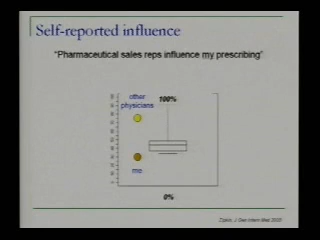 Self-reported influence
"Pharmaceutical sales reps influence my prescribing"
other
physicians
100%
me
0%